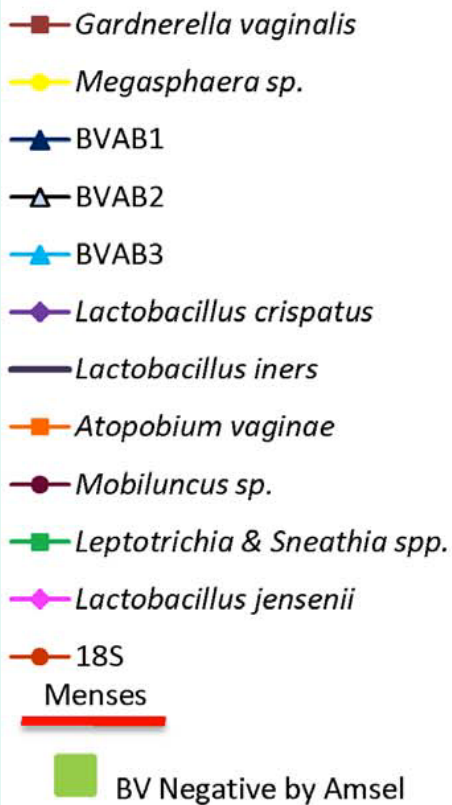 Gardnerella vaginalis
Megasphaera sp.
BVAB1
BVAB2
BVAB3
Lactobacillus crispatus
Lactobacillus iners
Atopobium vaginae
Mobiluncus sp.
Leptotrichia & Sneathia spp.
Lactobacillus jensenii
18S
Menses
BV Negative by Amsel